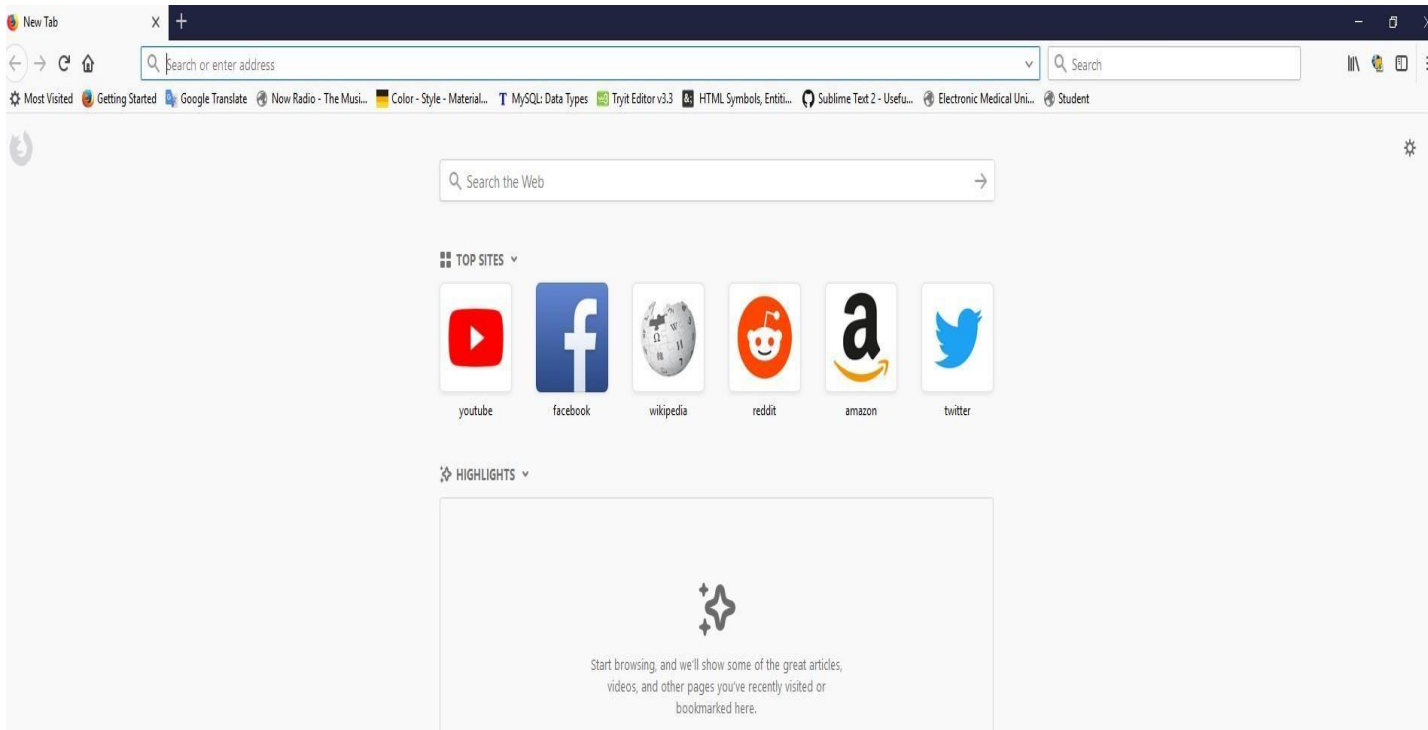 New Tab
Search or enter address Search
Most Visited Getting Started Google Translate Now Radio - The Musi... Color - Style - Material... MySQL: Data Types Tryit Editor v3.3 HTML Symbols, Entiti... Sublime Text 2 - Usefu... Electronic Medical Uni... Student
Search the Web
TOP SITES
youtube facebook wikipedia reddit amazon twitter
HIGHLIGHTS
Start browsing, and we'll show some of the great articles,
videos, and other pages you've recently visited or
bookmarked here.